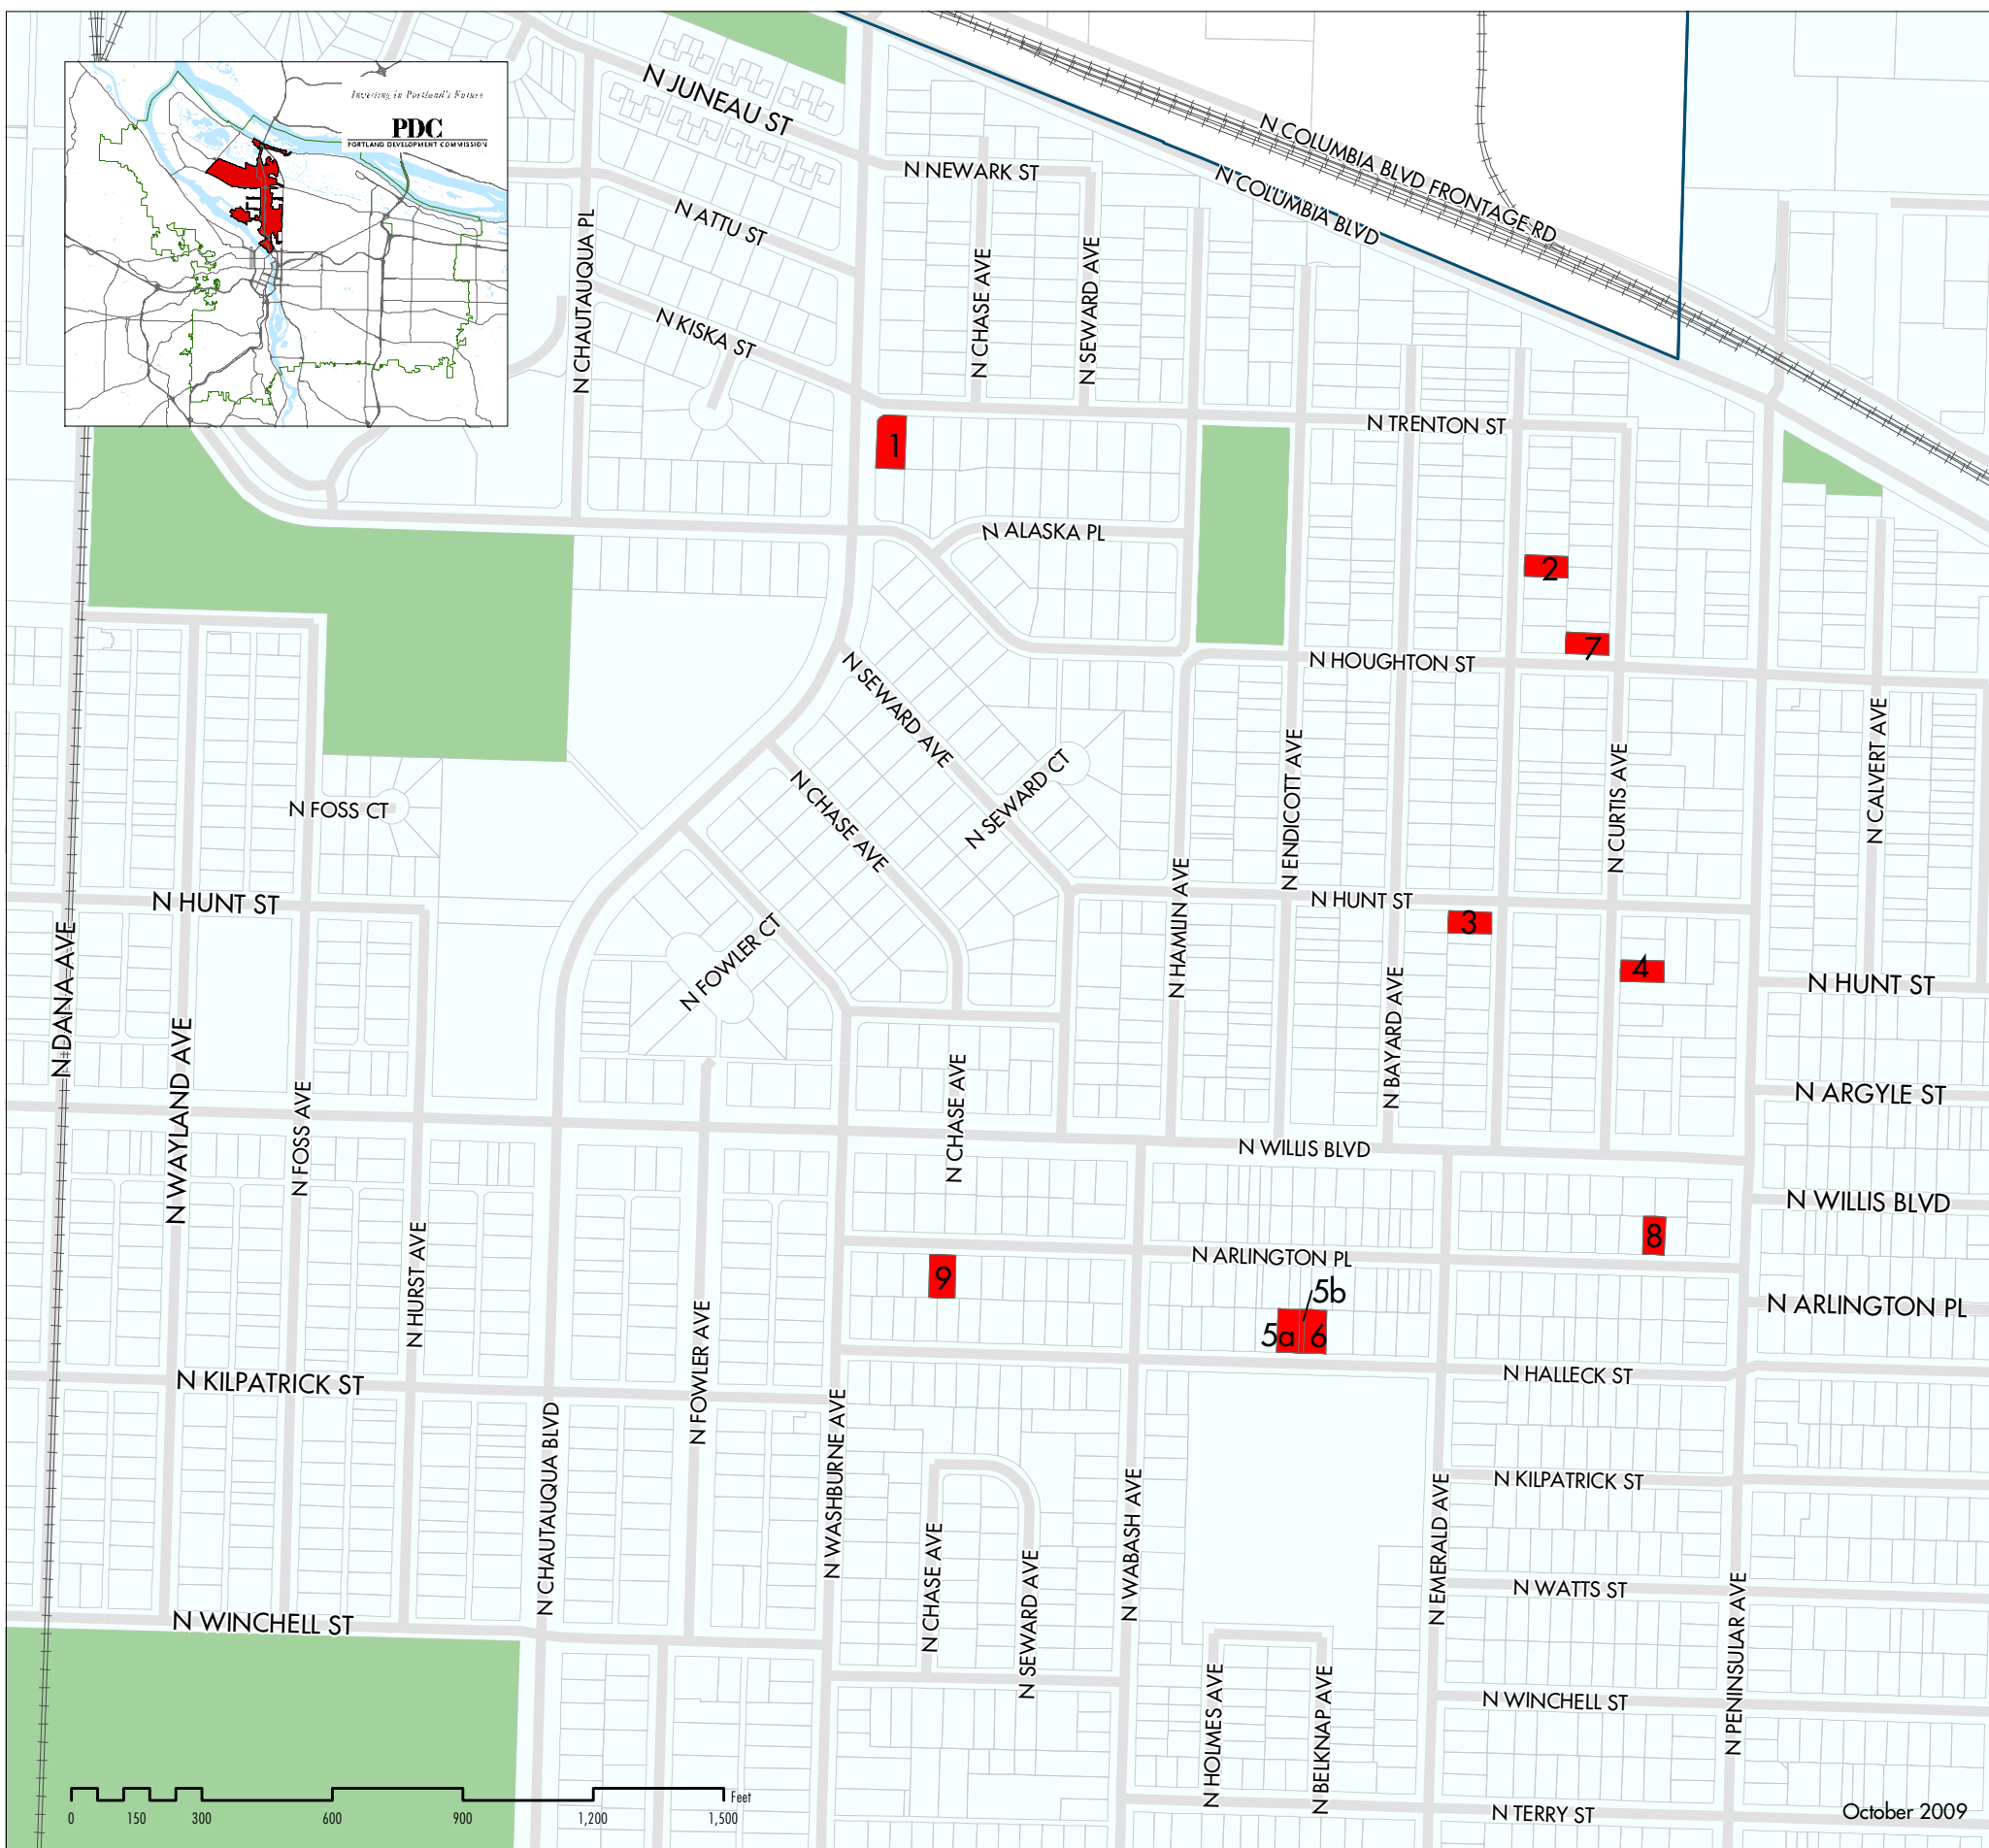 Investing in Portland's Future
PDC
PORTLAND DEVELOPMENT COMMISSION
N JUNEAU ST
N COLUMBIA BLVD FRONTAGE RD
N NEWARK ST
N COLUMBIA BLVD
N ATTU ST
N CHAUTAUQUA PL
N CHASE AVE
N SEWARD AVE
N KISKA ST
N TRENTON ST
1
N ALASKA PL
2
7
N HOUGHTON ST
N SEWARD AVE
N CHASE AVE
N SEWARD CT
N ENDICOTT AVE
N CURTIS AVE
N CALVERT AVE
N FOSS CT
N HUNT ST
N HAMLIN AVE
N HUNT ST
3
N DANA AVE
N FOWLER CT
4
N HUNT ST
N BAYARD AVE
N WAYLAND AVE
N FOSS AVE
N CHASE AVE
N ARGYLE ST
N WILLIS BLVD
N WILLIS BLVD
N HURST AVE
8
N ARLINGTON PL
9
5b
N ARLINGTON PL
5a
6
N FOWLER AVE
N KILPATRICK ST
N HALLECK ST
N CHAUTAUQUA BLVD
N WASHBURNE AVE
N WABASH AVE
N EMERALD AVE
N KILPATRICK ST
N CHASE AVE
N SEWARD AVE
N WATTS ST
N PENINSULAR AVE
N WINCHELL ST
N HOLMES AVE
N BELKNAP AVE
N WINCHELL ST
N TERRY ST
October 2009
Feet
0 150 300 600 900 1,200 1,500